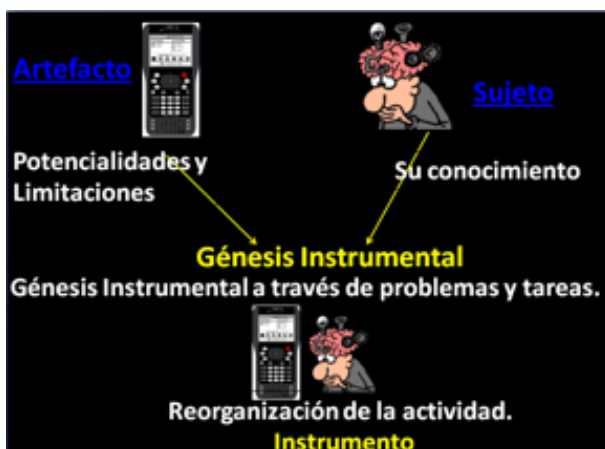 Artefacto
Sujeto
Potencialidades y
Limitaciones
Su conocimiento
Génesis Instrumental
Génesis Instrumental a través de problemas y tareas.
Reorganización de la actividad.
Instrumento